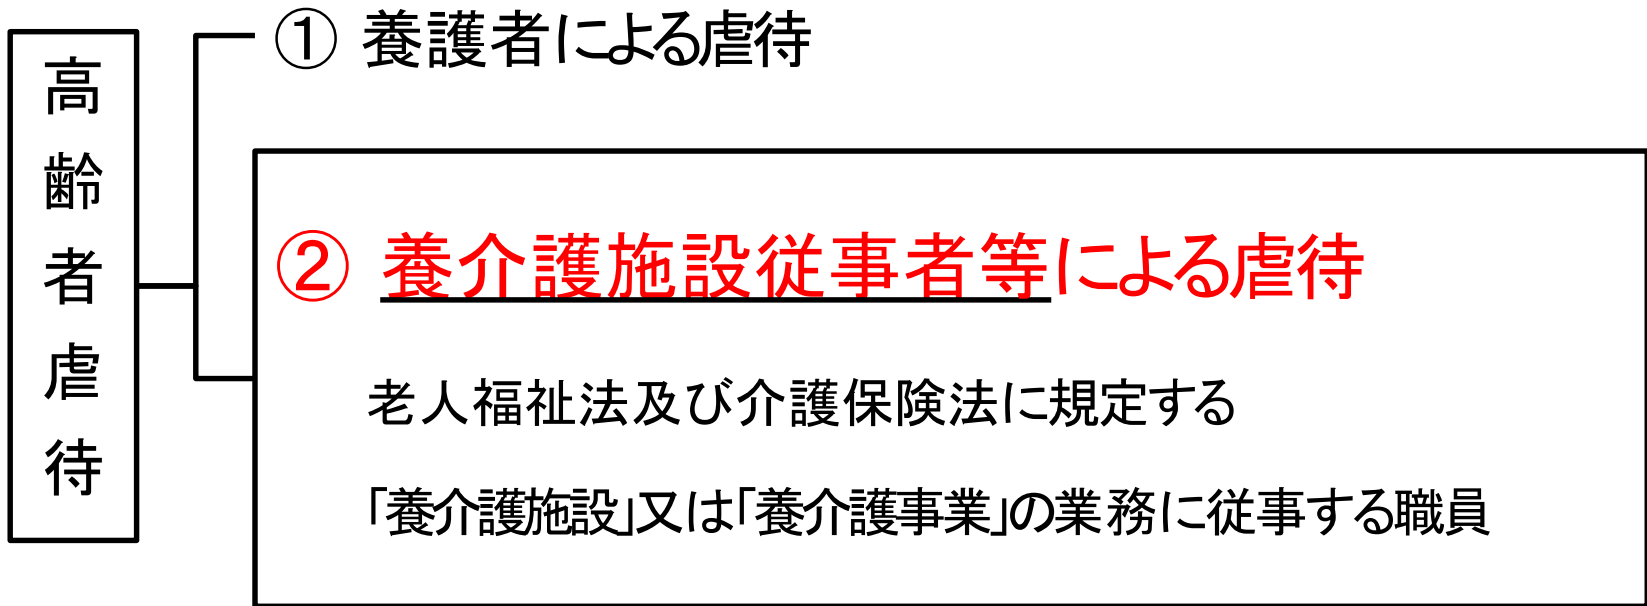 高齢者虐待
① 養護者による虐待
② 養介護施設従事者等による虐待
老人福祉法及び介護保険法に規定する
「養介護施設」又は「養介護事業」の業務に従事する職員